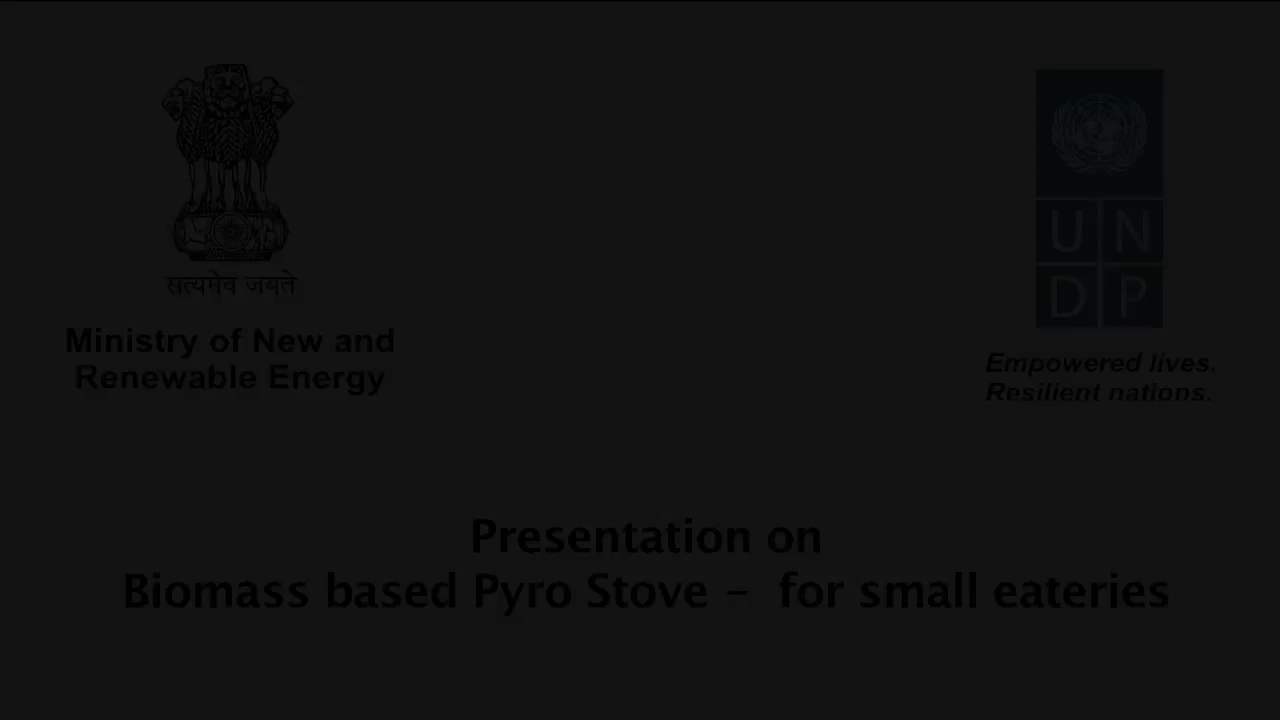 सत्यमेव जयते
Ministry of New and
Renewable Energy
U N
D P
Empowered lives.
Resilient nations.
Presentation on
Biomass based Pyro Stove – for small eateries